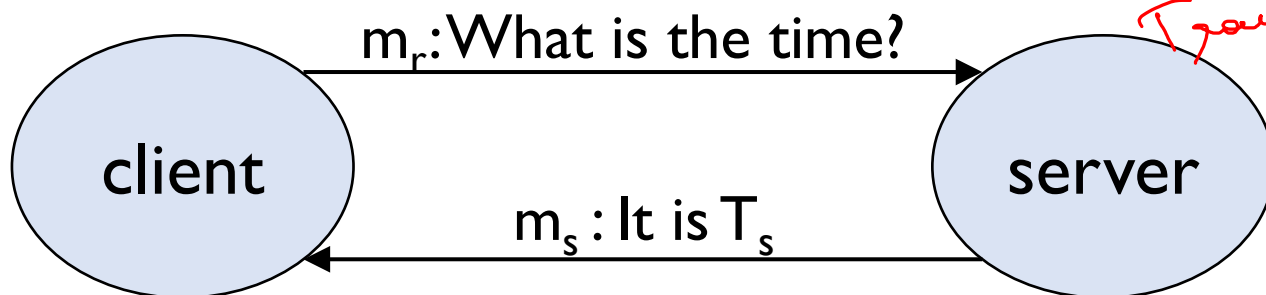 mᵣ: What is the time?
client
server
mₛ : It is Tₛ